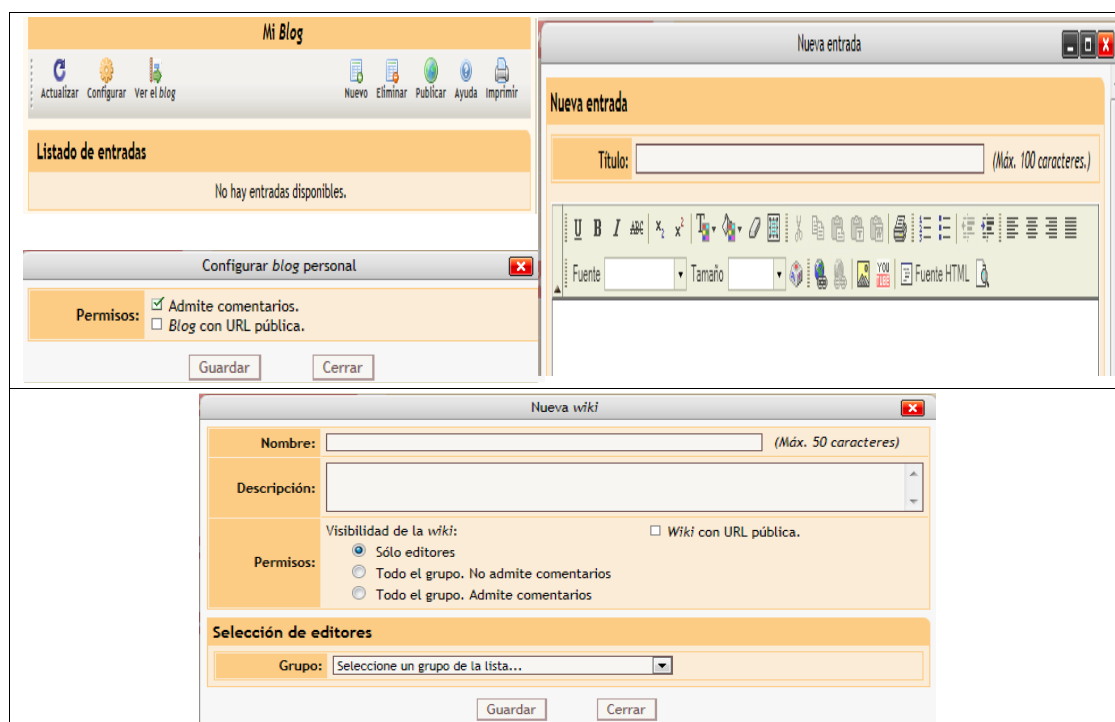 Mi Blog
Actualizar Configurar Ver el blog Nuevo Eliminar Publicar Ayuda Imprimir
Listado de entradas
No hay entradas disponibles.
Configurar blog personal
Permisos:
Admite comentarios.
Blog con URL pública.
Guardar Cerrar
Nueva entrada
Nueva entrada
Título: (Máx. 100 caracteres.)
U B I ABC x2 x2 T
Fuente Tamaño YOU Fuente HTML
Nueva wiki
Nombre: (Máx. 50 caracteres)
Descripción:
Permisos:
Visibilidad de la wiki: Wiki con URL pública.
Sólo editores
Todo el grupo. No admite comentarios
Todo el grupo. Admite comentarios
Selección de editores
Grupo: Seleccione un grupo de la lista...
Guardar Cerrar